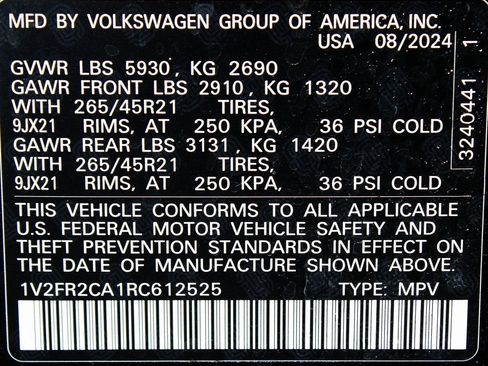 MFD BY VOLKSWAGEN GROUP OF AMERICA, INC.
USA 08/2024
GVWR LBS 5930, KG 2690
GAWR FRONT LBS 2910, KG 1320
WITH 265/45R21 TIRES,
9JX21 RIMS, AT 250 KPA, 36 PSI COLD
GAWR REAR LBS 3131, KG 1420
WITH 265/45R21 TIRES,
9JX21 RIMS, AT 250 KPA, 36 PSI COLD
3240441 1
THIS VEHICLE CONFORMS TO ALL APPLICABLE
U.S. FEDERAL MOTOR VEHICLE SAFETY AND
THEFT PREVENTION STANDARDS IN EFFECT ON
THE DATE OF MANUFACTURE SHOWN ABOVE.
1V2FR2CA1RC612525 TYPE: MPV